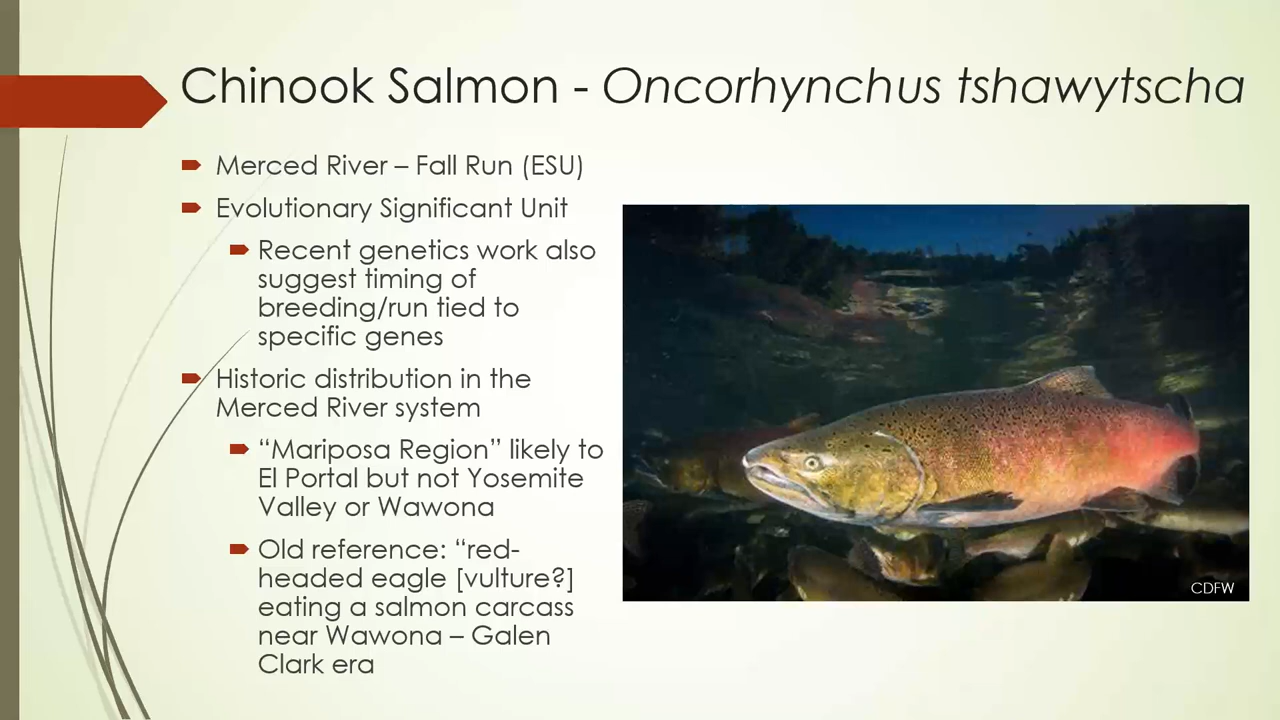 Chinook Salmon - Oncorhynchus tshawytscha
Merced River – Fall Run (ESU)
Evolutionary Significant Unit
Recent genetics work also
suggest timing of
breeding/run tied to
specific genes
Historic distribution in the
Merced River system
“Mariposa Region” likely to
El Portal but not Yosemite
Valley or Wawona
Old reference: “red-
headed eagle [vulture?]
eating a salmon carcass
near Wawona – Galen
Clark era
CDFW